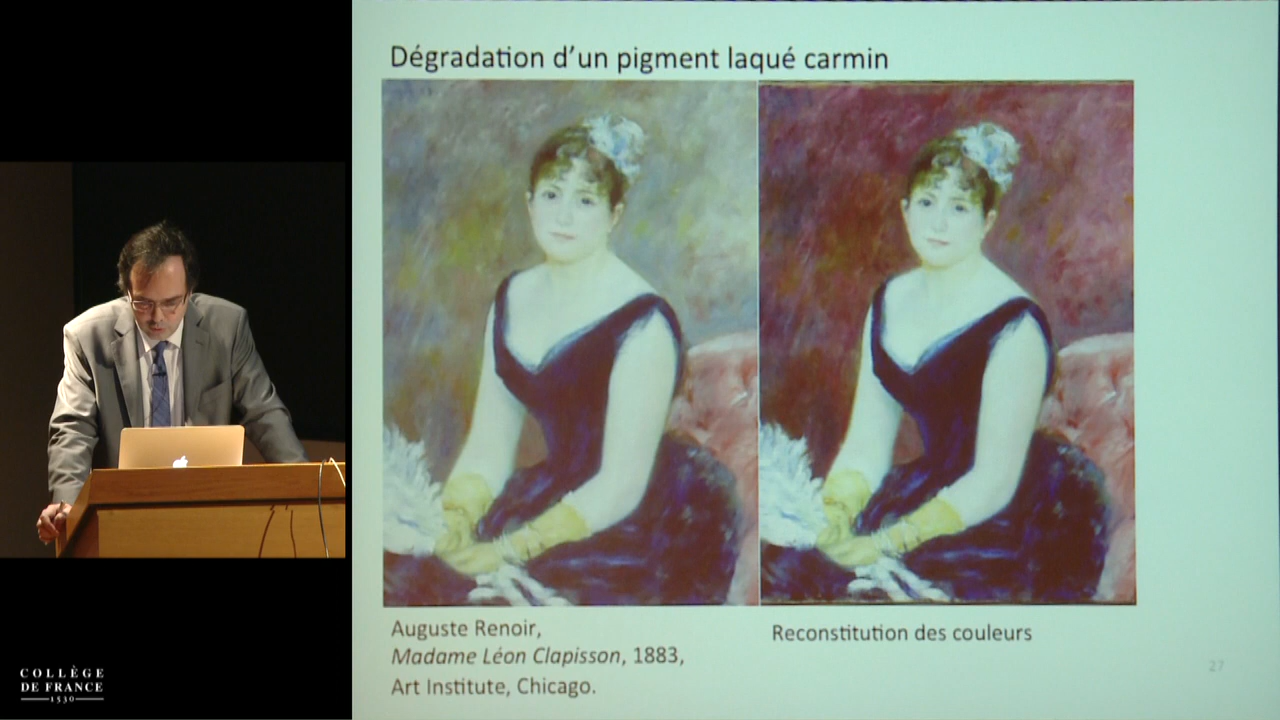 Dégradation d'un pigment laqué carmin
Auguste Renoir,
Madame Léon Clapisson, 1883,
Art Institute, Chicago.
Reconstitution des couleurs
27
COLLÈGE
DE FRANCE
1530